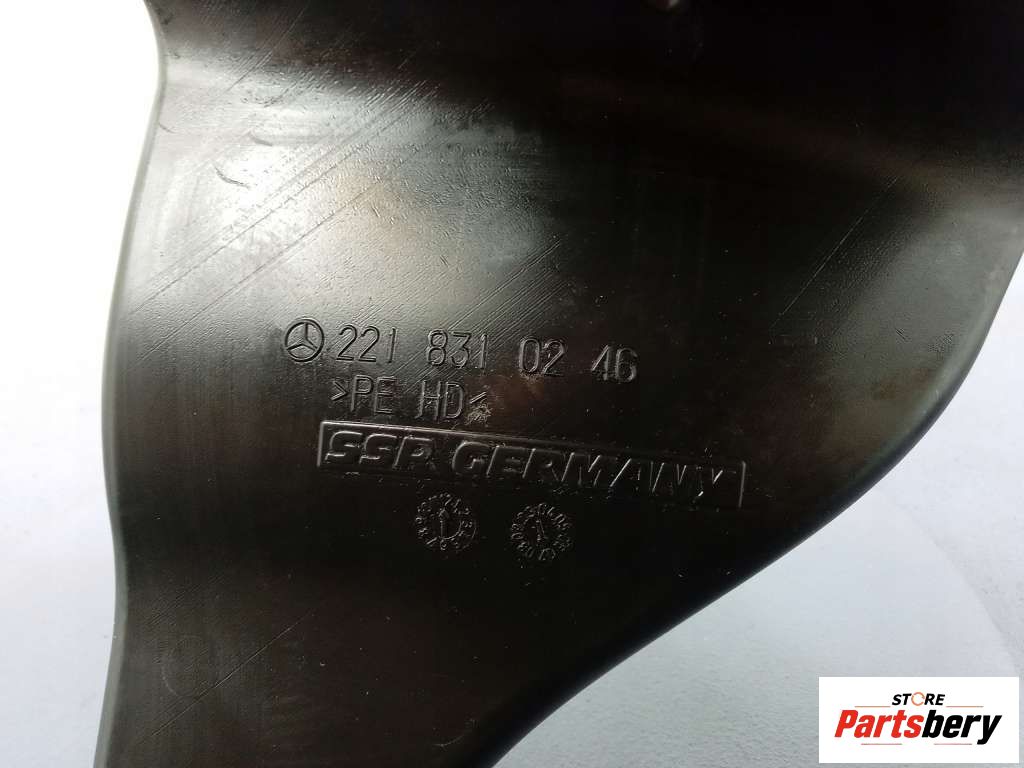 221 831 02 46
>PE HD<
SSP. GERMANY
STORE
Partsbery